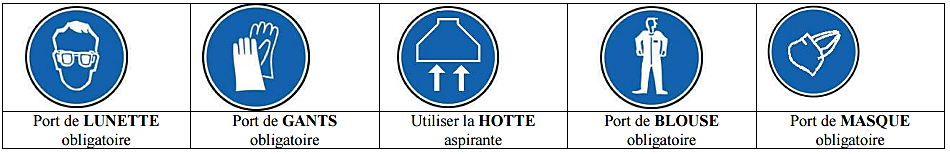 Port de LUNETTE
obligatoire
Port de GANTS
obligatoire
Utiliser la HOTTE
aspirante
Port de BLOUSE
obligatoire
Port de MASQUE
obligatoire